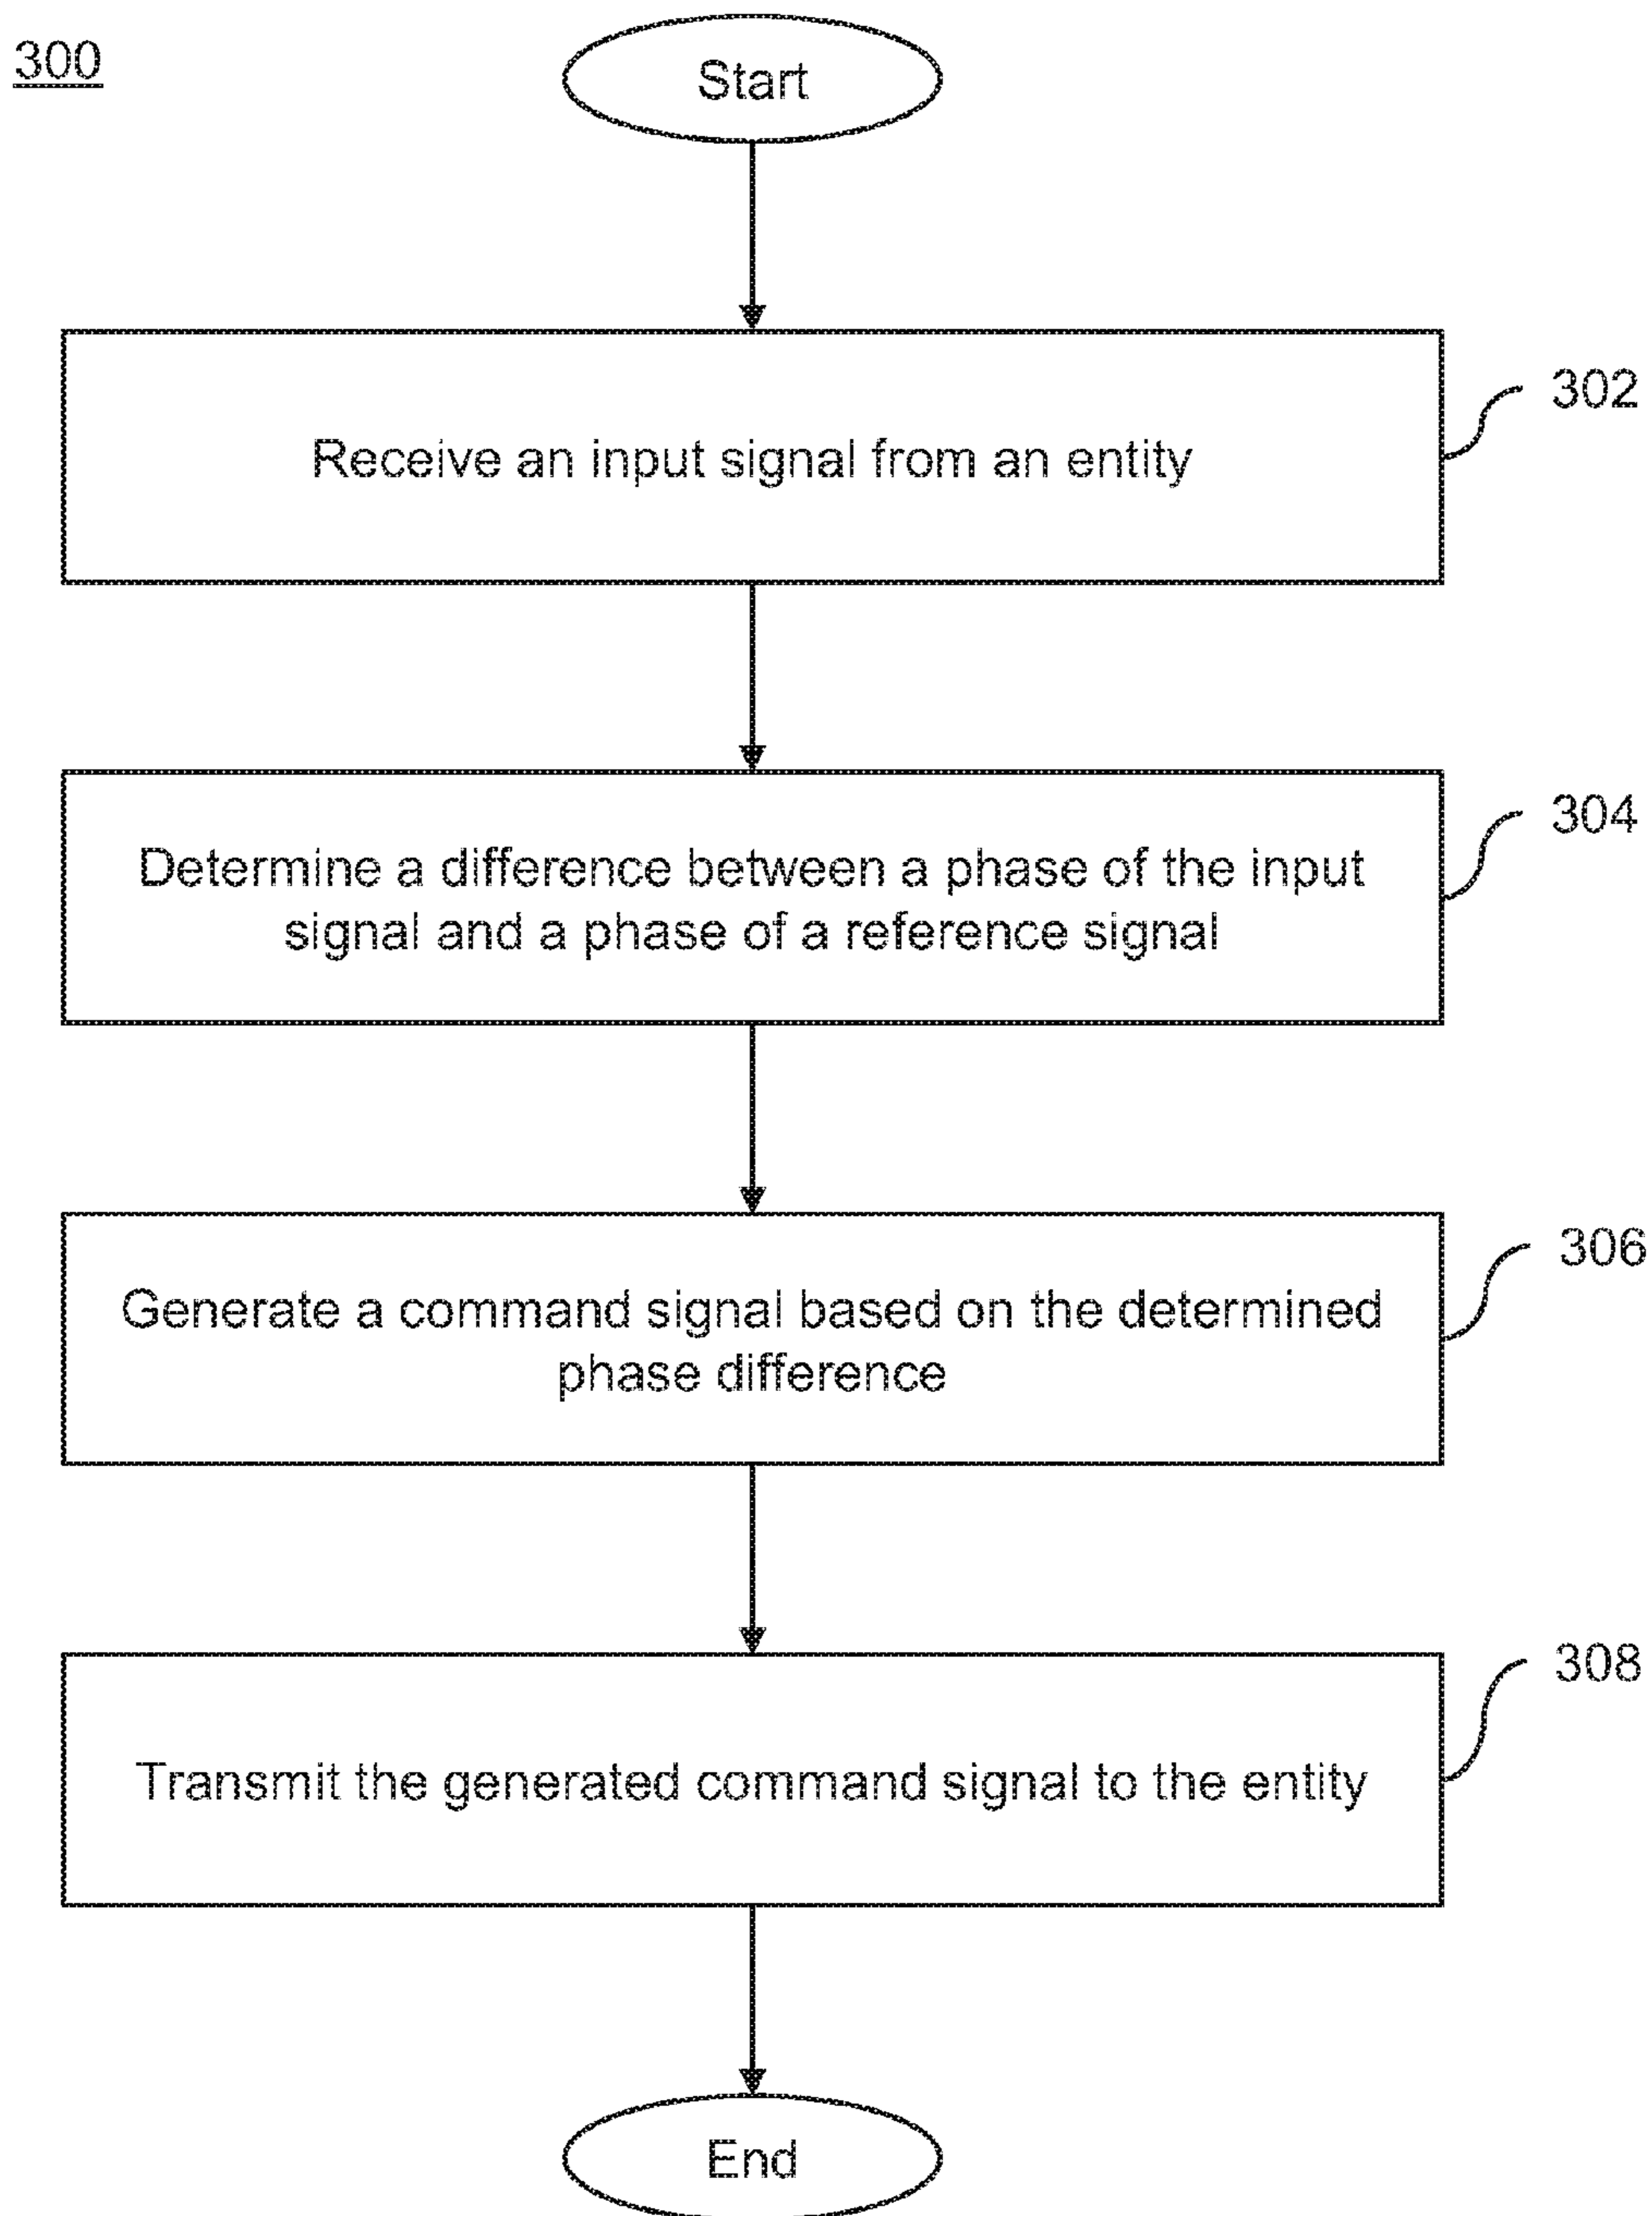 300
Start
Receive an input signal from an entity
302
Determine a difference between a phase of the input
signal and a phase of a reference signal
304
Generate a command signal based on the determined
phase difference
306
Transmit the generated command signal to the entity
308
End